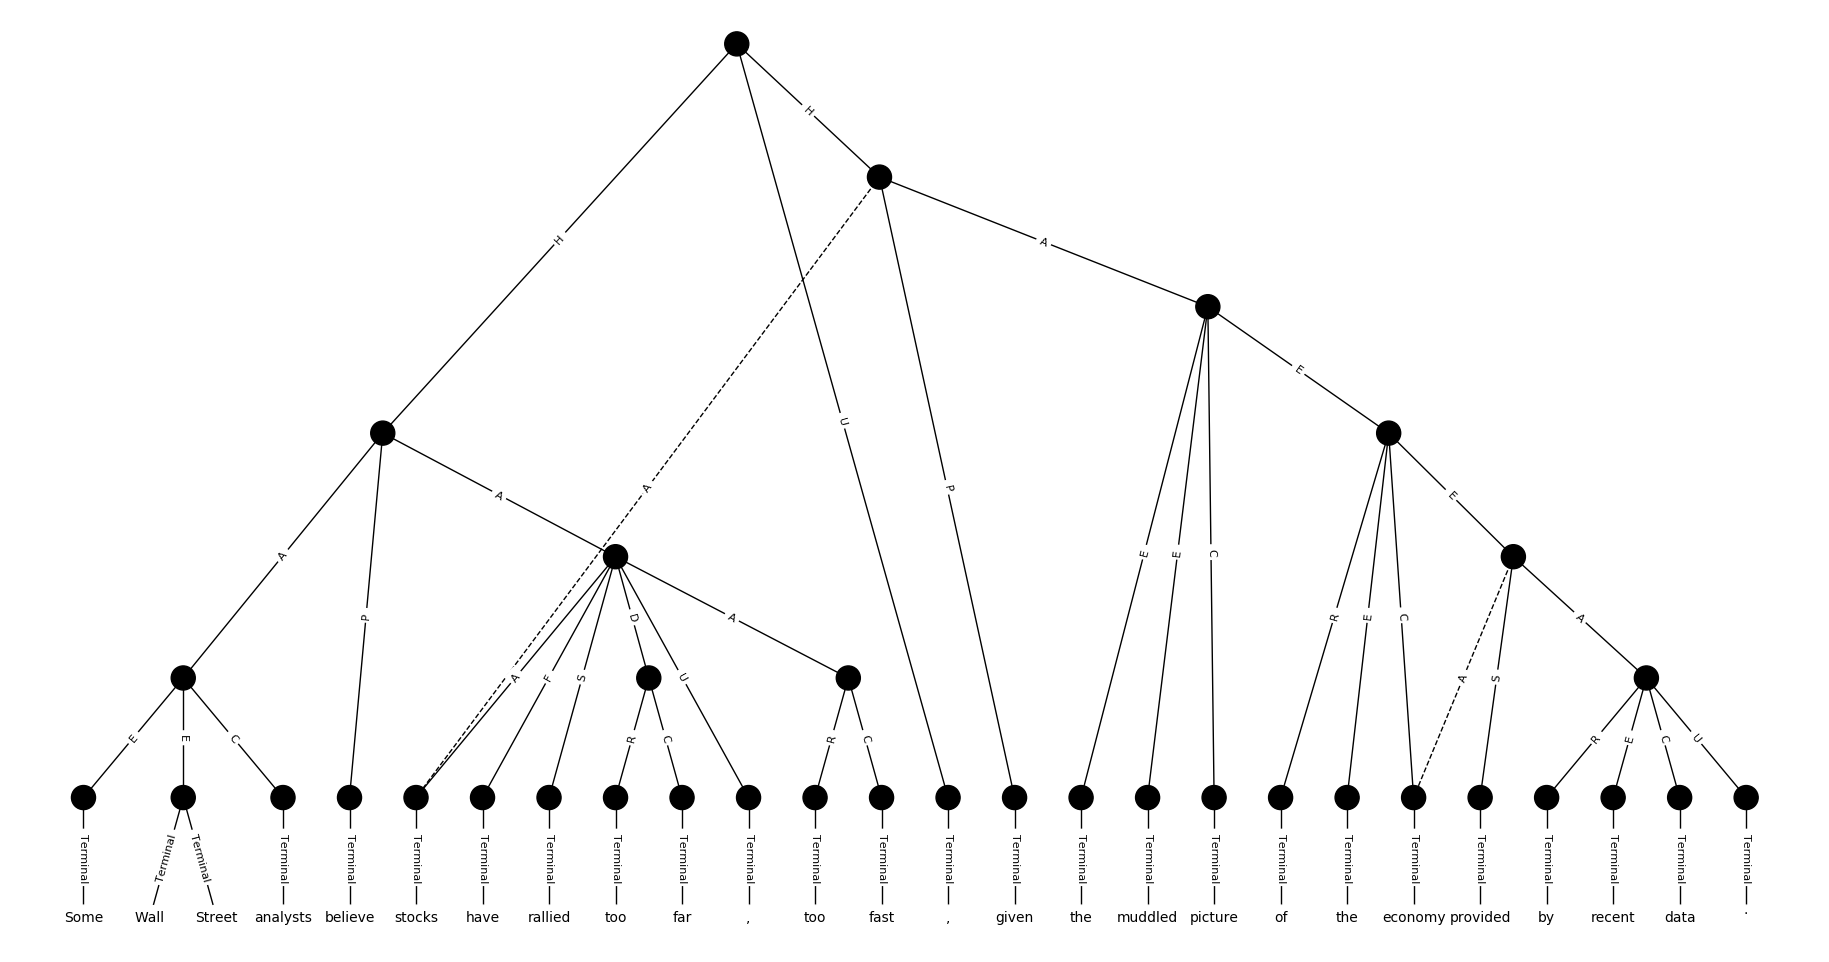 H
H
A
E
U
A
P
A
E
E
E
C
E
A
P
A
D
A
R
E
C
A
A
F
S
U
A
S
E
E
C
R
C
R
C
R
E
C
U
Terminal Terminal Terminal Terminal Terminal Terminal Terminal Terminal Terminal Terminal Terminal Terminal Terminal Terminal Terminal Terminal Terminal Terminal Terminal Terminal Terminal Terminal Terminal Terminal Terminal Terminal
Some Wall Street analysts believe stocks have rallied too far , too fast , given the muddled picture of the economy provided by recent data .